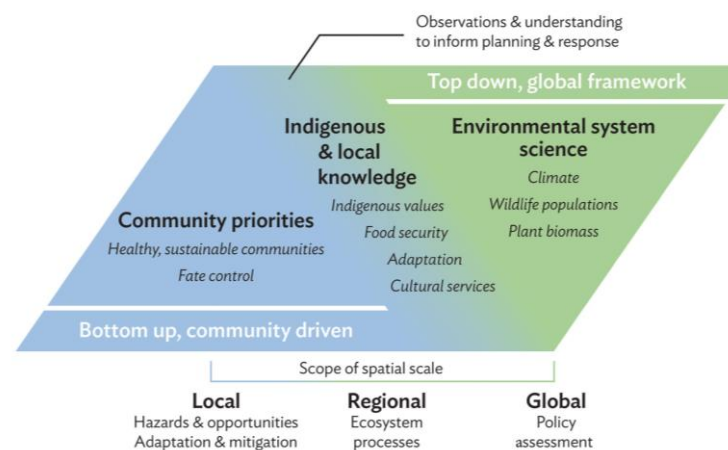 Observations & understanding
to inform planning & response
Top down, global framework
Indigenous
& local
knowledge
Indigenous values
Food security
Adaptation
Cultural services
Environmental system
science
Climate
Wildlife populations
Plant biomass
Community priorities
Healthy, sustainable communities
Fate control
Bottom up, community driven
Scope of spatial scale
Local
Hazards & opportunities
Adaptation & mitigation
Regional
Ecosystem
processes
Global
Policy
assessment